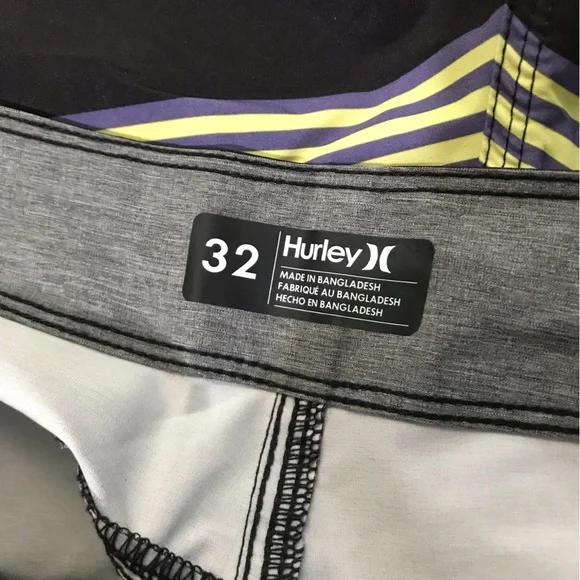 32
Hurley
MADE IN BANGLADESH
FABRIQUÉ AU BANGLADESH
HECHO EN BANGLADESH